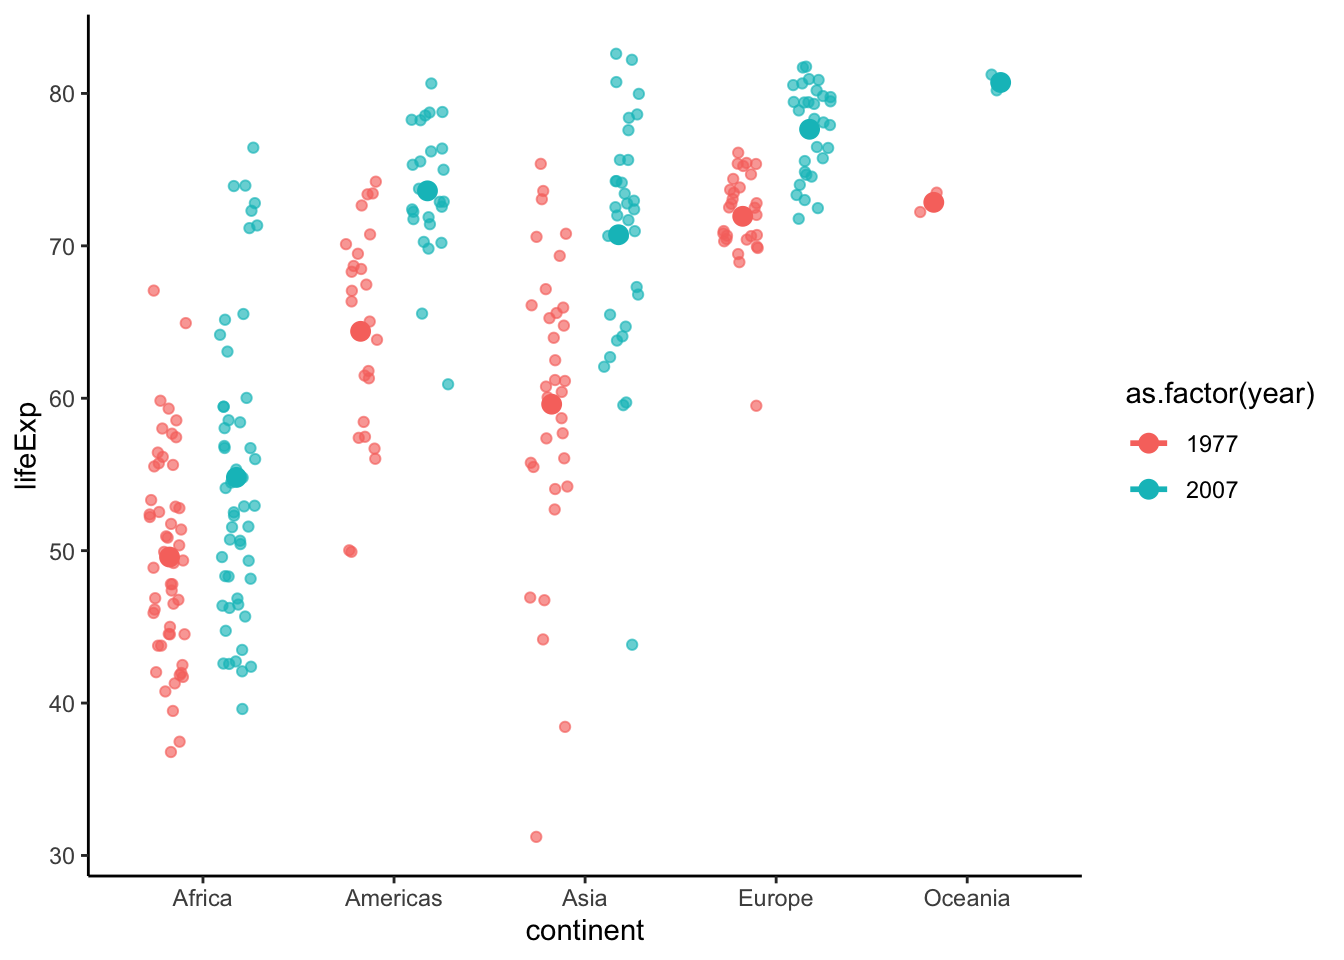 80
70
60
50
40
30
lifeExp
Africa
Americas
Asia
Europe
Oceania
continent
as.factor(year)
1977
2007